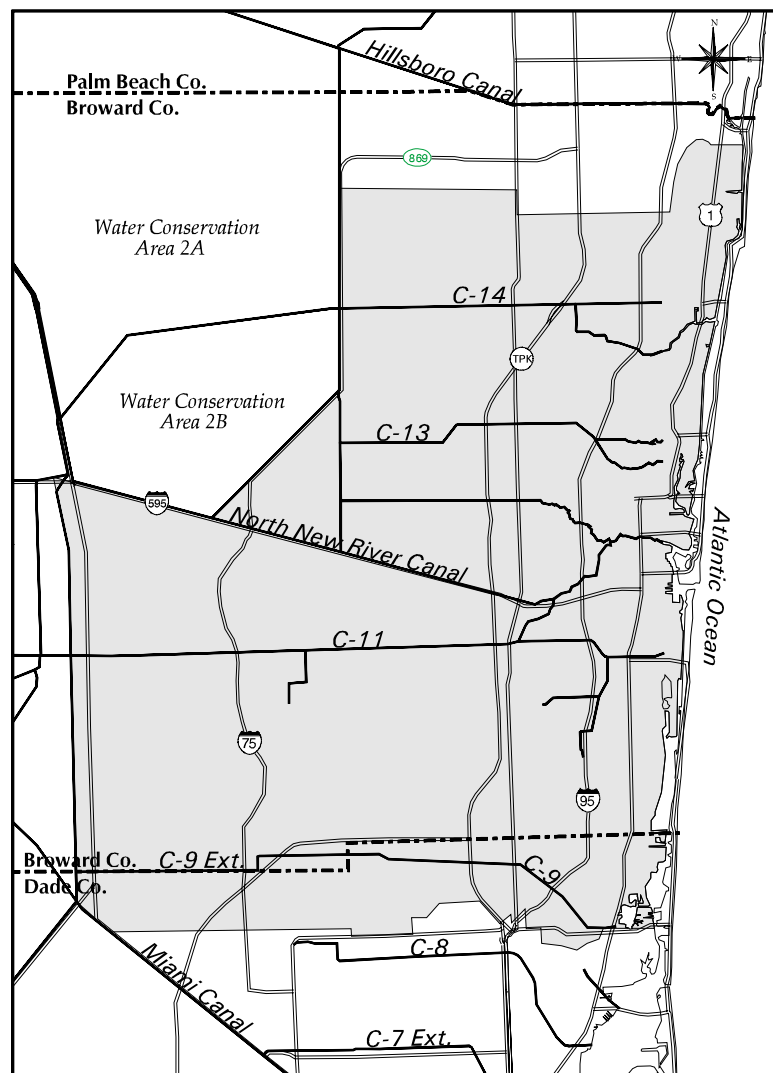 N
W
E
S
Hillsboro Canal
Palm Beach Co.
Broward Co.
869
1
Water Conservation
Area 2A
C-14
TPK
Water Conservation
Area 2B
C-13
595
North New River Canal
Atlantic Ocean
C-11
75
95
Broward Co.
C-9 Ext.
C-9
Dade Co.
Miami Canal
C-8
C-7 Ext.